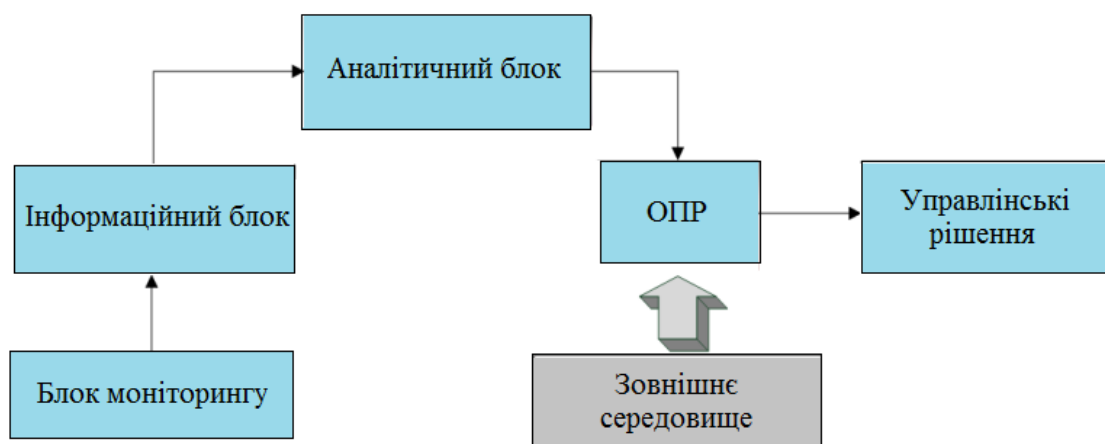 Аналітичний блок
Інформаційний блок
ОПР
Управлінські
рішення
Блок моніторингу
Зовнішнє
середовище